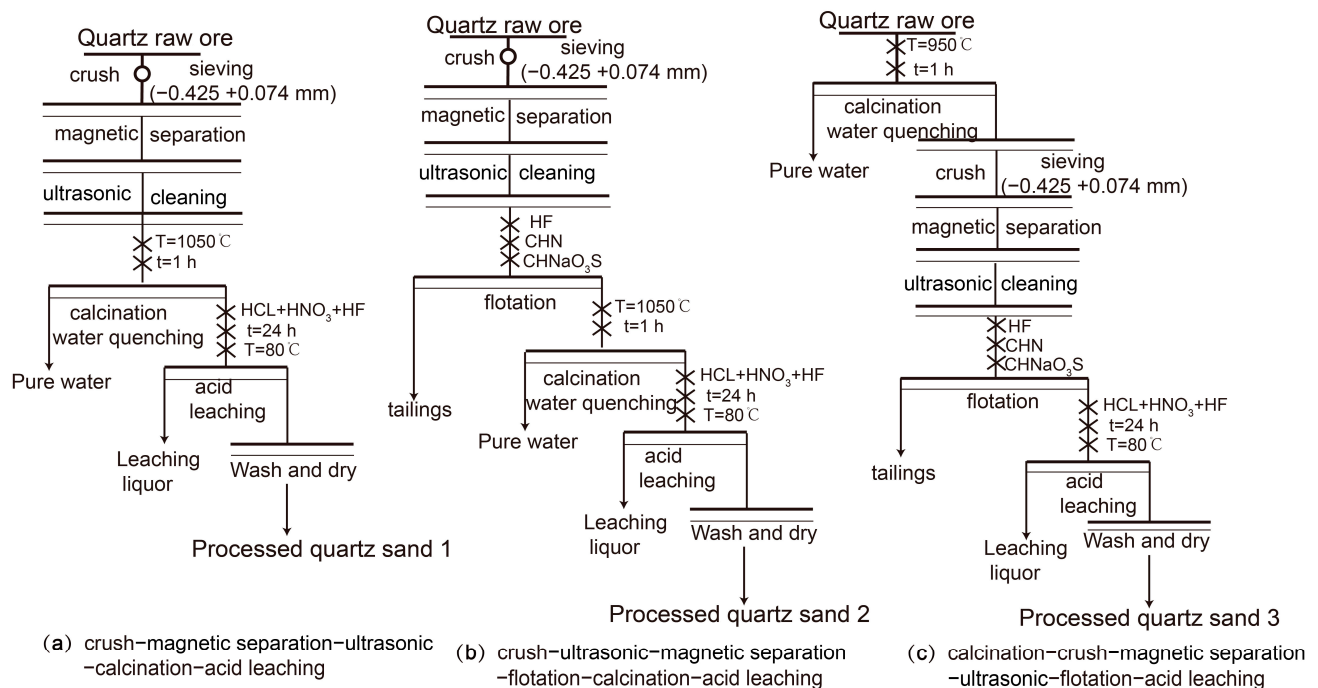 Quartz raw ore
crush
sieving
(−0.425 +0.074 mm)
magnetic separation
ultrasonic cleaning
T=1050℃
t=1 h
calcination
water quenching
HCL+HNO₃+HF
t=24 h
T=80℃
Pure water
acid
leaching
Leaching
liquor
Wash and dry
Processed quartz sand 1
(a) crush−magnetic separation−ultrasonic
−calcination−acid leaching
Quartz raw ore
crush
sieving
(−0.425 +0.074 mm)
magnetic separation
ultrasonic cleaning
HF
CHN
CHNaO₃S
flotation
tailings
T=1050℃
t=1 h
calcination
water quenching
Pure water
HCL+HNO₃+HF
t=24 h
T=80℃
acid
leaching
Leaching
liquor
Wash and dry
Processed quartz sand 2
(b) crush−ultrasonic−magnetic separation
−flotation−calcination−acid leaching
Quartz raw ore
T=950℃
t=1 h
calcination
water quenching
Pure water
crush
sieving
(−0.425 +0.074 mm)
magnetic separation
ultrasonic cleaning
HF
CHN
CHNaO₃S
flotation
tailings
HCL+HNO₃+HF
t=24 h
T=80℃
acid
leaching
Leaching
liquor
Wash and dry
Processed quartz sand 3
(c) calcination−crush−magnetic separation
−ultrasonic−flotation−acid leaching